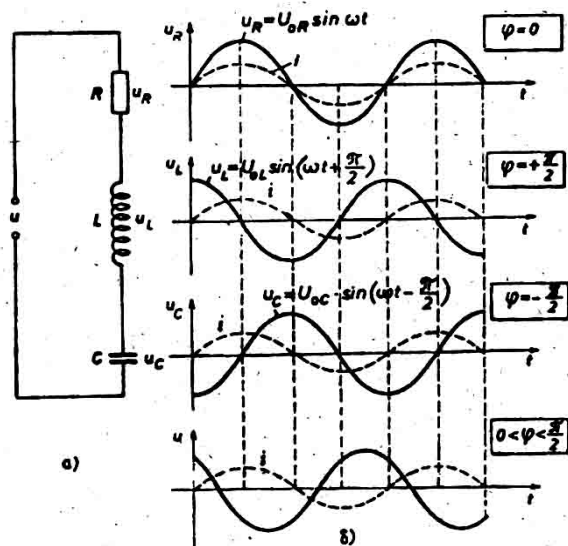 u_R
u_R=U_oR sin ωt
i
φ=0
t
R
u_R
u_L
u_L=U_oL sin(ωt+π/2)
i
φ=+π/2
t
u
L
u_L
u_C
u_C=U_oC·sin(ωt-π/2)
i
φ=-π/2
t
C
u_C
u
i
0<φ<π/2
t
а)
б)